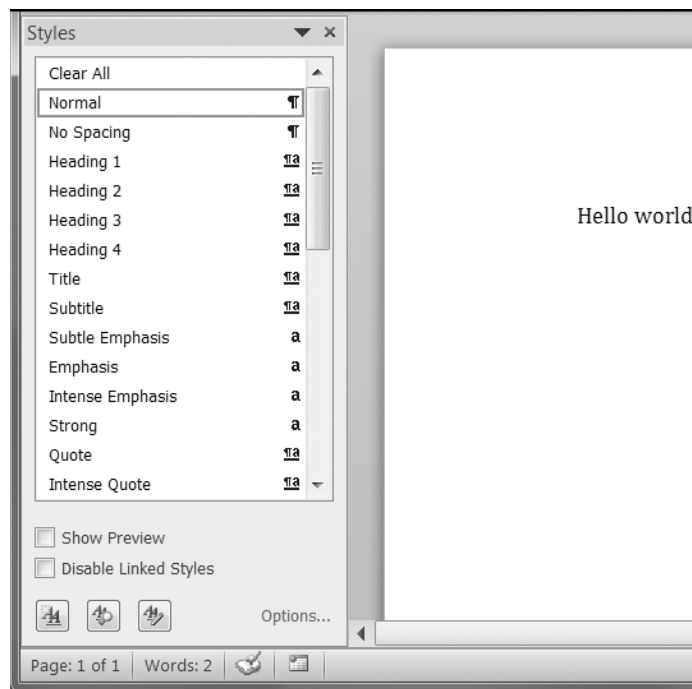 Styles
Clear All
Normal ¶
No Spacing ¶
Heading 1 ¶a
Heading 2 ¶a
Heading 3 ¶a
Heading 4 ¶a
Title ¶a
Subtitle ¶a
Subtle Emphasis a
Emphasis a
Intense Emphasis a
Strong a
Quote ¶a
Intense Quote ¶a
Show Preview
Disable Linked Styles
Options...
Page: 1 of 1 Words: 2
Hello world